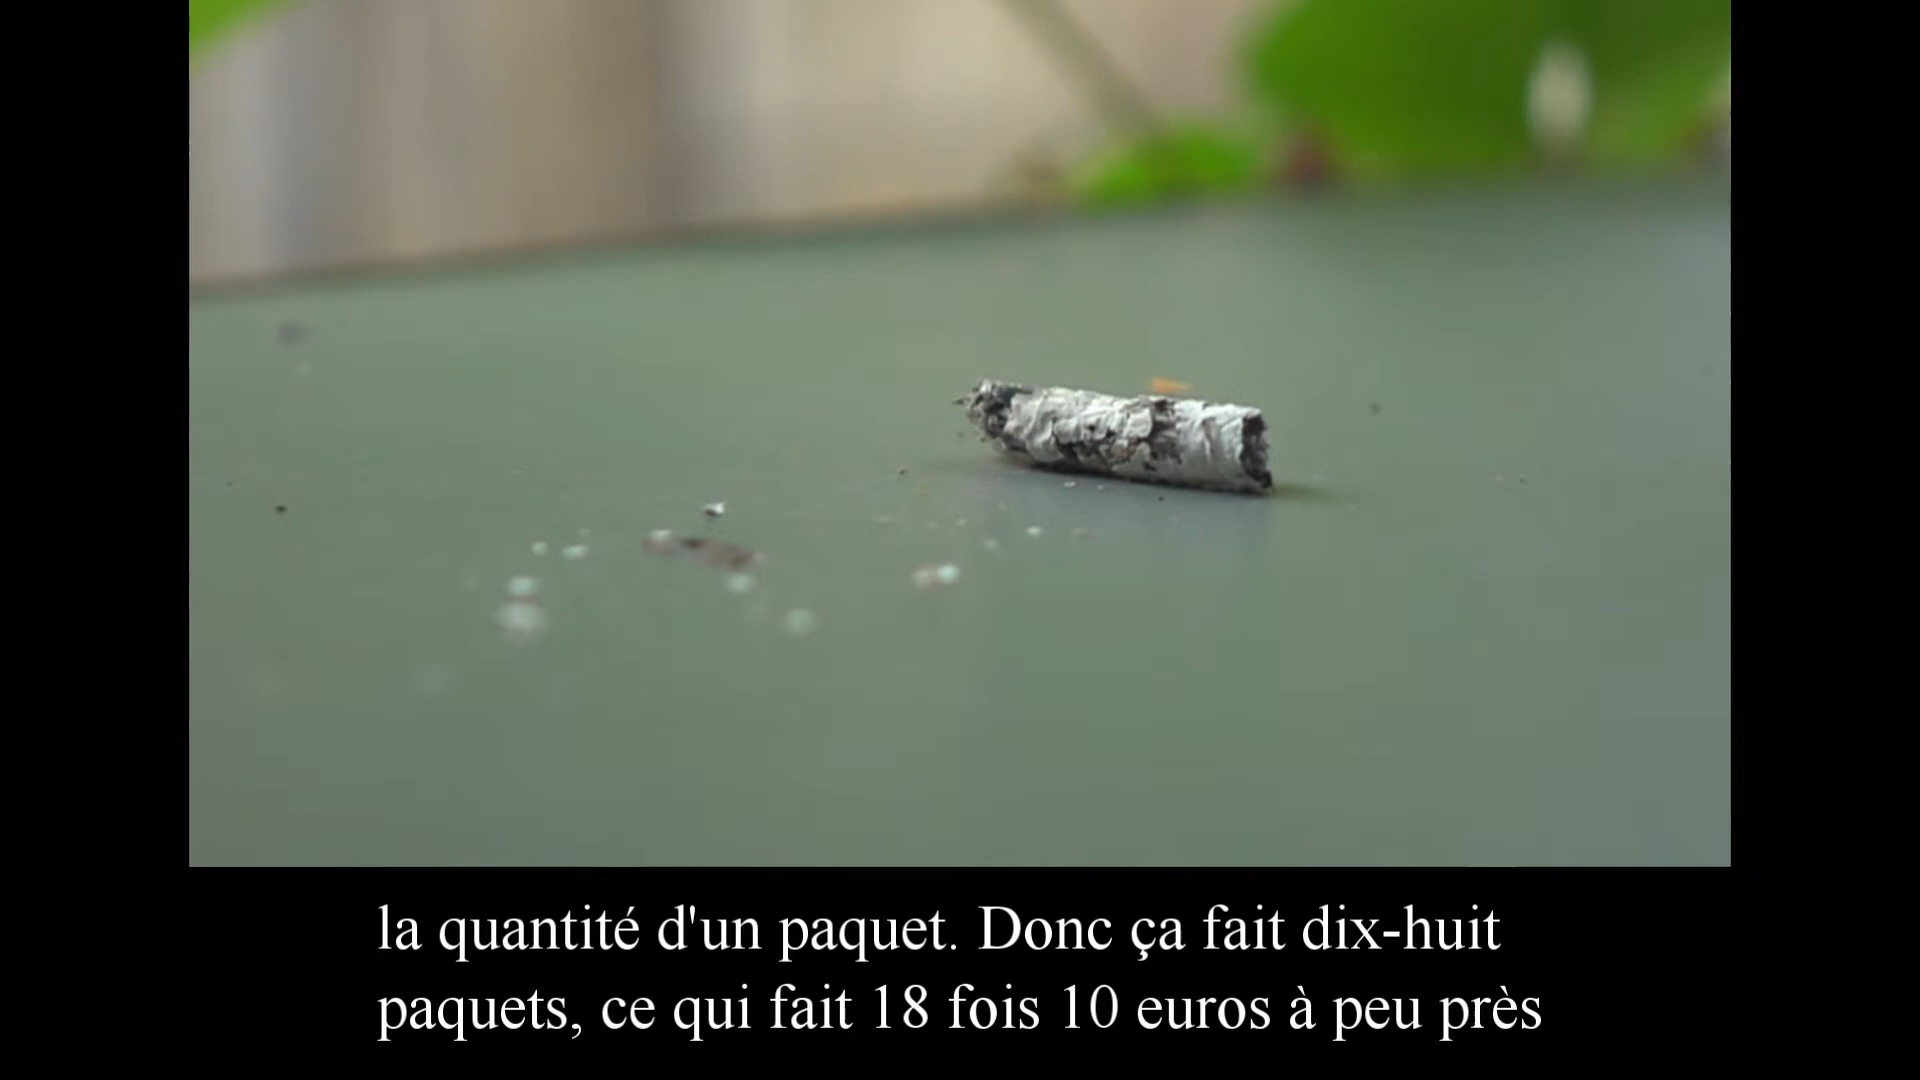 la quantité d'un paquet. Donc ça fait dix-huit
paquets, ce qui fait 18 fois 10 euros à peu près